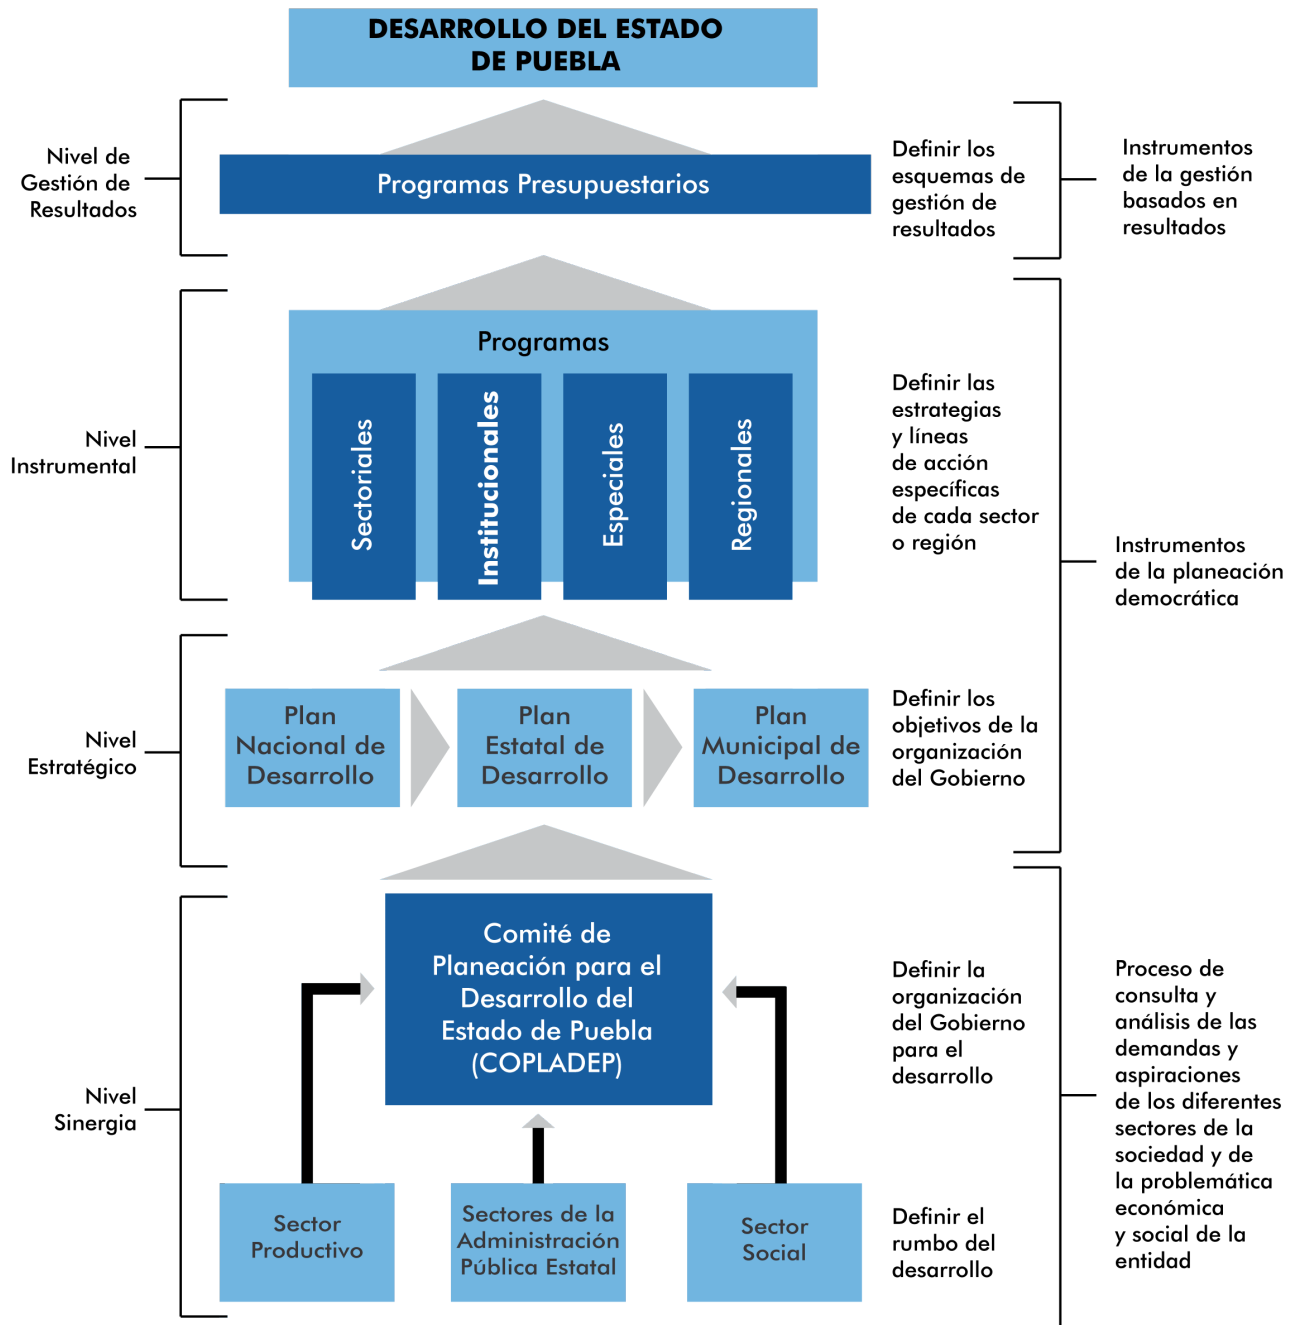 DESARROLLO DEL ESTADO
DE PUEBLA
Nivel de
Gestión de
Resultados
Programas Presupuestarios
Definir los
esquemas de
gestión de
resultados
Instrumentos
de la gestión
basados en
resultados
Nivel
Instrumental
Programas
Sectoriales
Institucionales
Especiales
Regionales
Definir las
estrategias
y líneas
de acción
específicas
de cada sector
o región
Instrumentos
de la planeación
democrática
Nivel
Estratégico
Plan
Nacional de
Desarrollo
Plan
Estatal de
Desarrollo
Plan
Municipal de
Desarrollo
Definir los
objetivos de la
organización
del Gobierno
Nivel
Sinergia
Comité de
Planeación para el
Desarrollo del
Estado de Puebla
(COPLADEP)
Definir la
organización
del Gobierno
para el
desarrollo
Proceso de
consulta y
análisis de las
demandas y
aspiraciones
de los diferentes
sectores de la
sociedad y de
la problemática
económica
y social de la
entidad
Sector
Productivo
Sectores de la
Administración
Pública Estatal
Sector
Social
Definir el
rumbo del
desarrollo